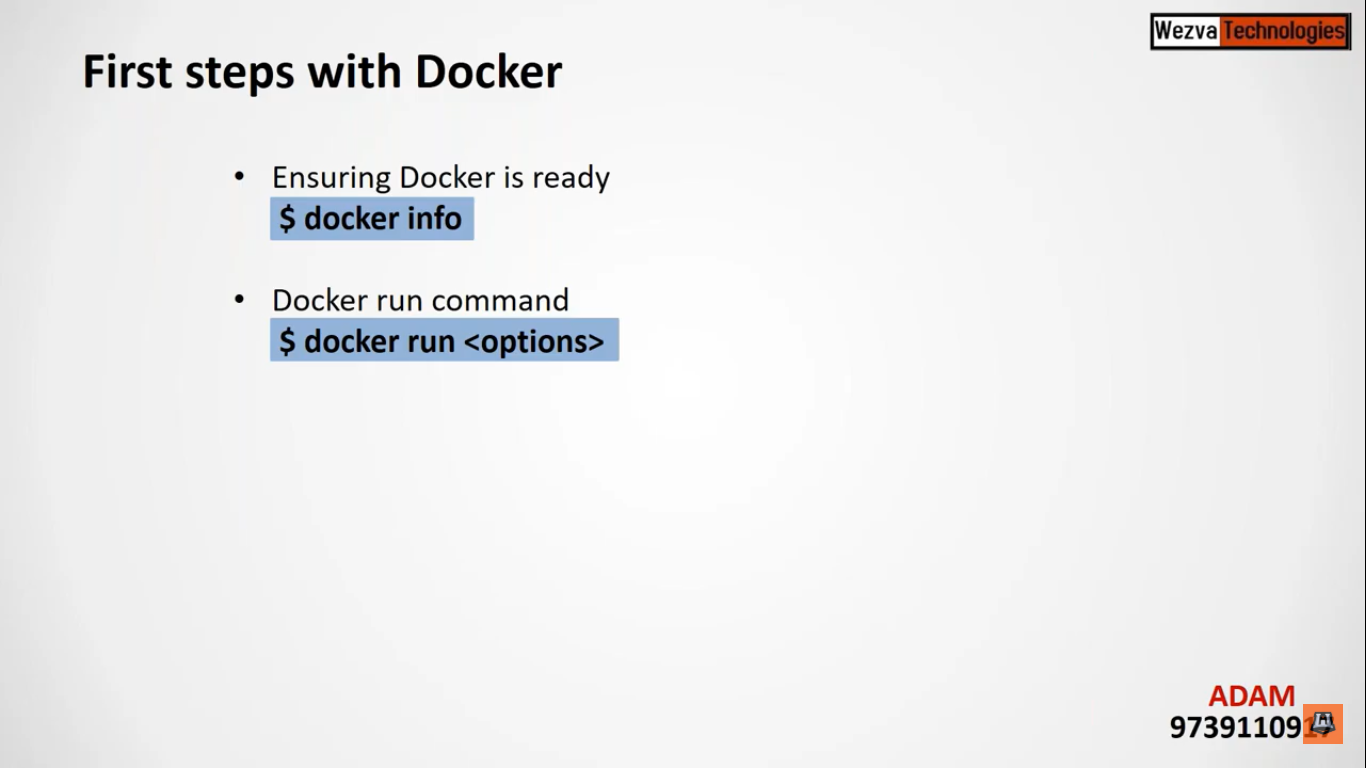 Wezva Technologies
First steps with Docker
• Ensuring Docker is ready
$ docker info
• Docker run command
$ docker run <options>
ADAM